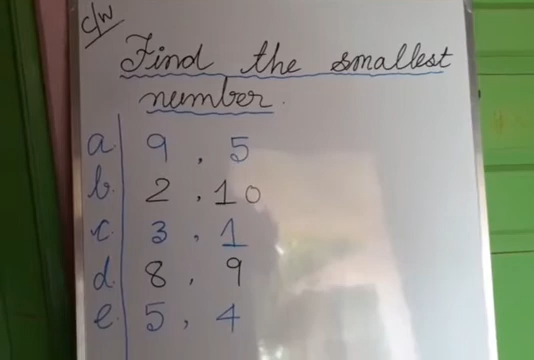 C/W
Find the smallest
number.
a 9 , 5
b. 2 , 10
c. 3 , 1
d. 8 , 9
e. 5 , 4